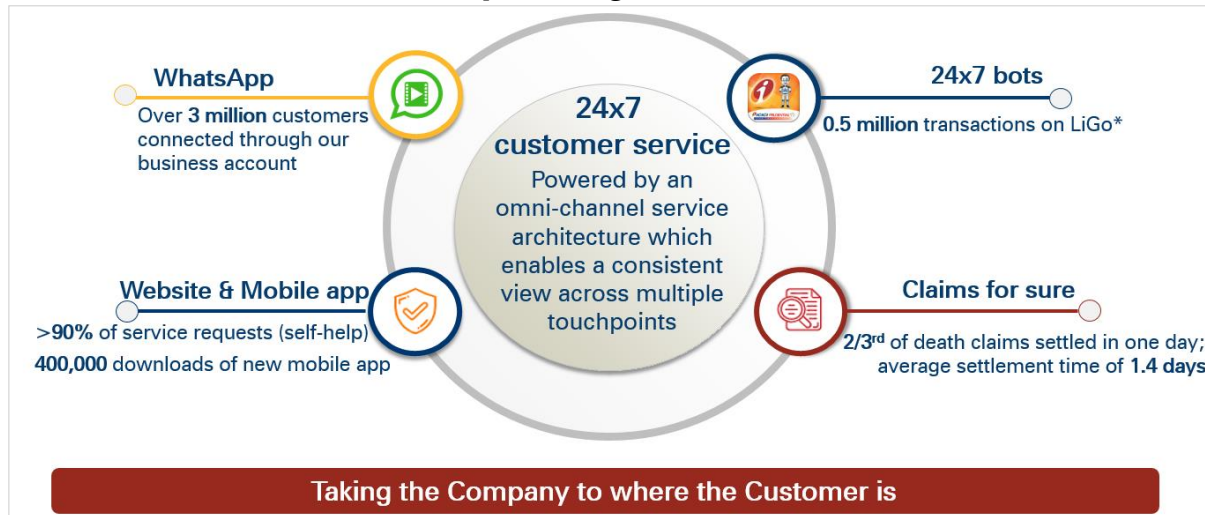 WhatsApp
Over 3 million customers
connected through our
business account
24x7 bots
0.5 million transactions on LiGo*
24x7
customer service
Powered by an
omni-channel service
architecture which
enables a consistent
view across multiple
touchpoints
Website & Mobile app
>90% of service requests (self-help)
400,000 downloads of new mobile app
Claims for sure
2/3rd of death claims settled in one day;
average settlement time of 1.4 days
Taking the Company to where the Customer is